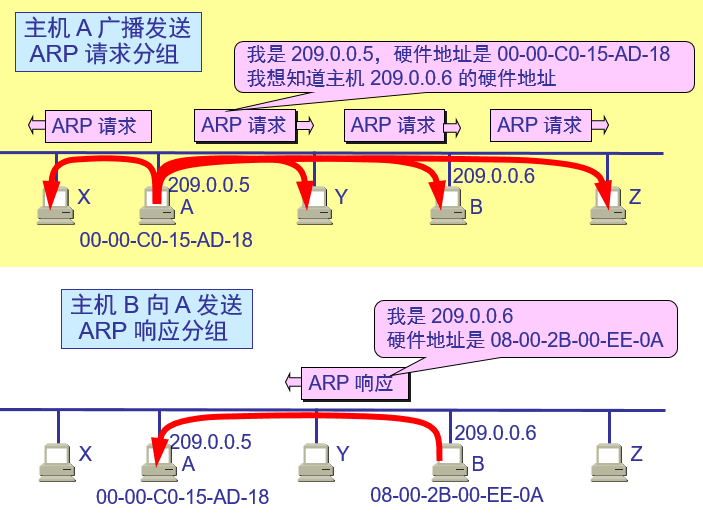 主机 A 广播发送
ARP 请求分组
我是 209.0.0.5，硬件地址是 00-00-C0-15-AD-18
我想知道主机 209.0.0.6 的硬件地址
ARP 请求
ARP 请求
ARP 请求
ARP 请求
209.0.0.5
209.0.0.6
X
A
Y
B
Z
00-00-C0-15-AD-18
主机 B 向 A 发送
ARP 响应分组
我是 209.0.0.6
硬件地址是 08-00-2B-00-EE-0A
ARP 响应
209.0.0.5
209.0.0.6
X
A
Y
B
Z
00-00-C0-15-AD-18
08-00-2B-00-EE-0A